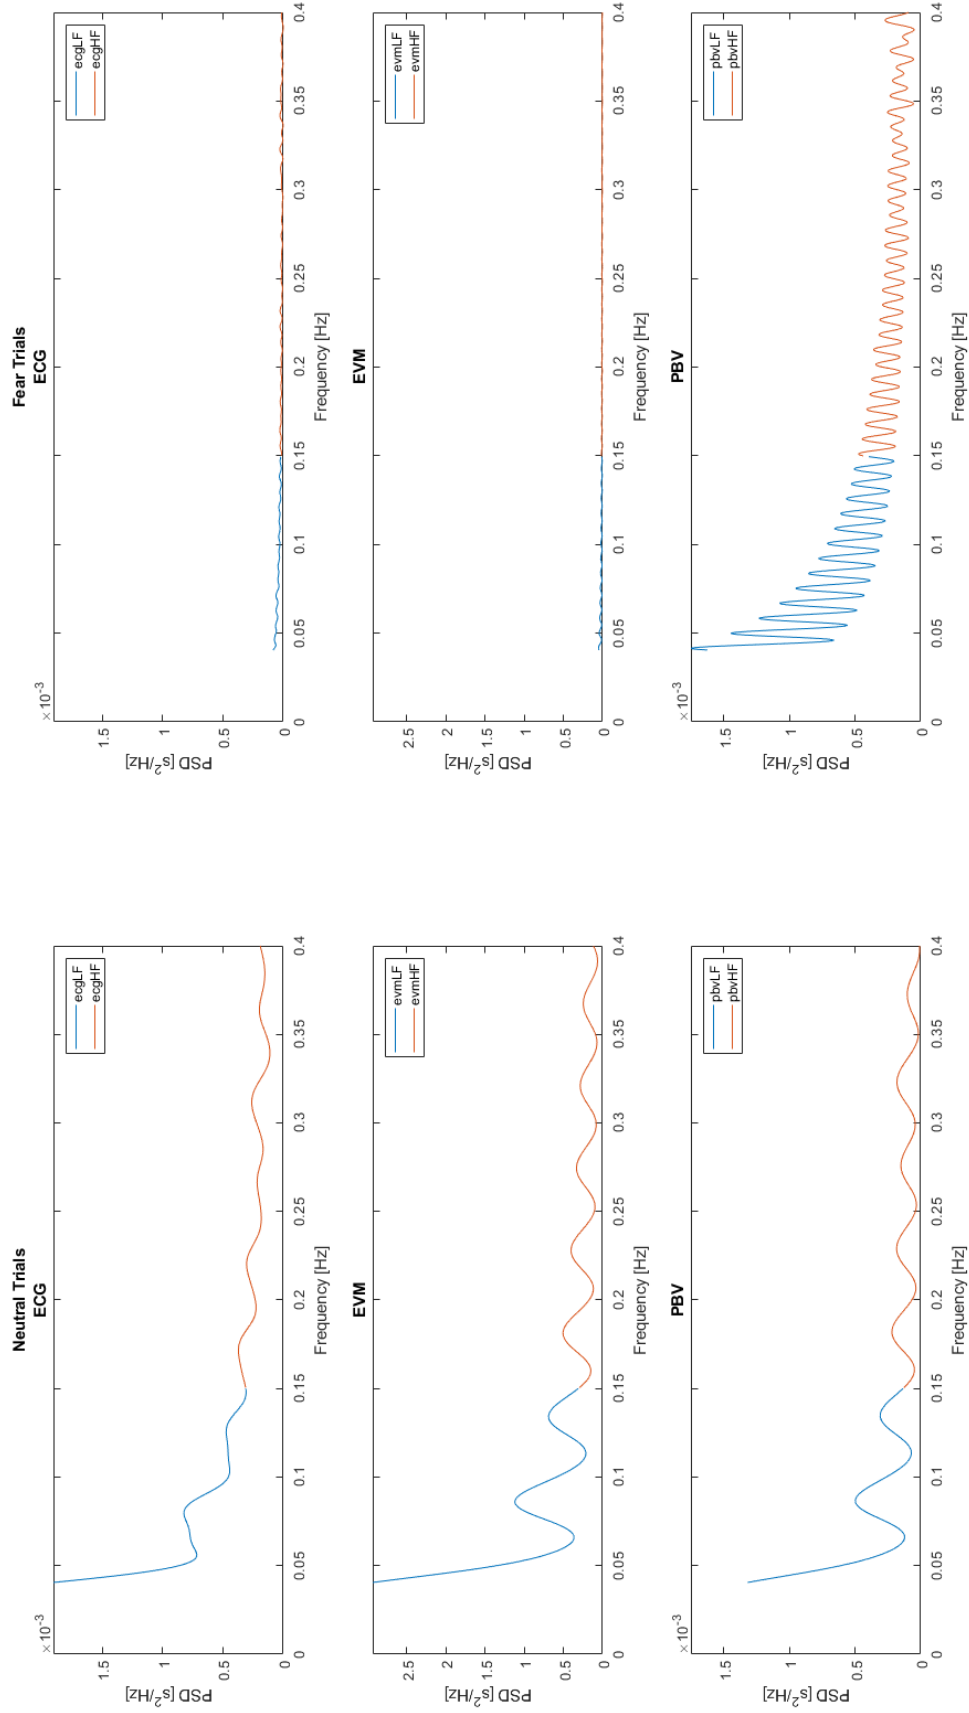 Neutral Trials
ECG
×10⁻³
1.5
1
0.5
0
PSD [s²/Hz]
0 0.05 0.1 0.15 0.2 0.25 0.3 0.35 0.4
Frequency [Hz]
ecgLF
ecgHF
EVM
2.5
2
1.5
1
0.5
0
PSD [s²/Hz]
0 0.05 0.1 0.15 0.2 0.25 0.3 0.35 0.4
Frequency [Hz]
evmLF
evmHF
PBV
×10⁻³
1.5
1
0.5
0
PSD [s²/Hz]
0 0.05 0.1 0.15 0.2 0.25 0.3 0.35 0.4
Frequency [Hz]
pbvLF
pbvHF
Fear Trials
ECG
×10⁻³
1.5
1
0.5
0
PSD [s²/Hz]
0 0.05 0.1 0.15 0.2 0.25 0.3 0.35 0.4
Frequency [Hz]
ecgLF
ecgHF
EVM
2.5
2
1.5
1
0.5
0
PSD [s²/Hz]
0 0.05 0.1 0.15 0.2 0.25 0.3 0.35 0.4
Frequency [Hz]
evmLF
evmHF
PBV
×10⁻³
1.5
1
0.5
0
PSD [s²/Hz]
0 0.05 0.1 0.15 0.2 0.25 0.3 0.35 0.4
Frequency [Hz]
pbvLF
pbvHF